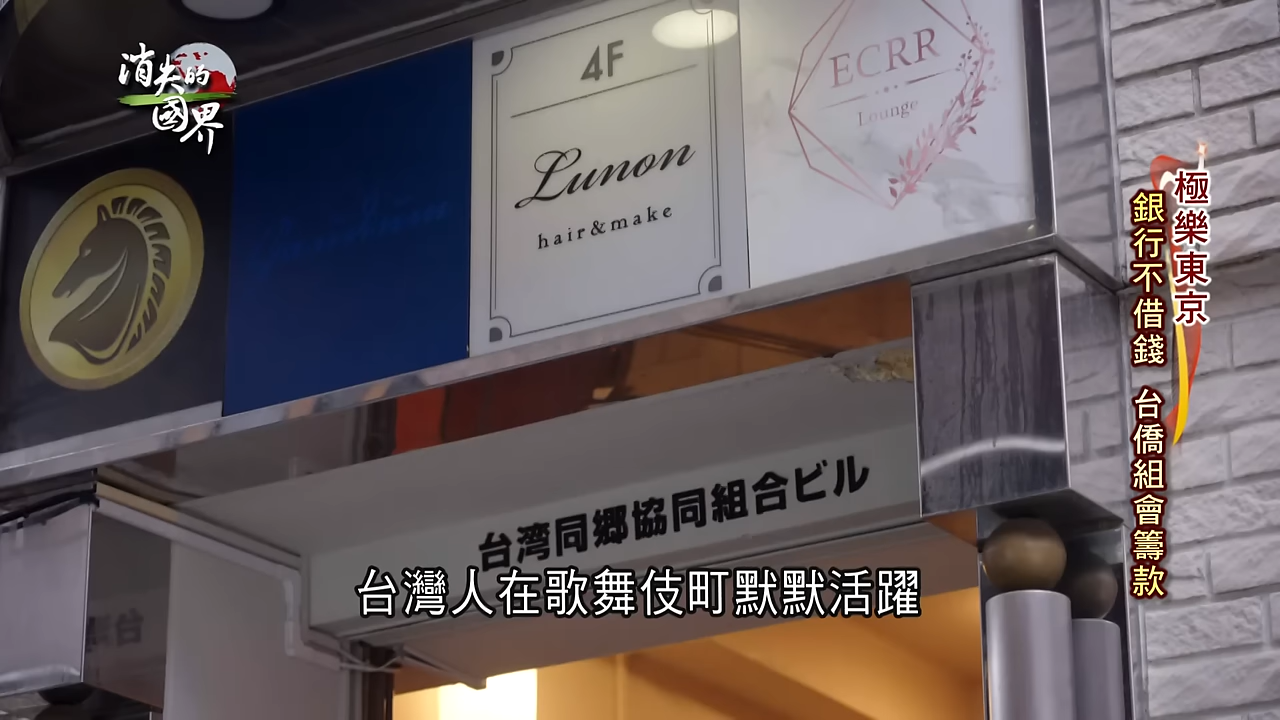 消失的
國界
4F
Lunon
hair&make
ECRR
Lounge
極樂東京
銀行不借錢 台僑組會籌款
台湾同郷協同組合ビル
台灣人在歌舞伎町默默活躍